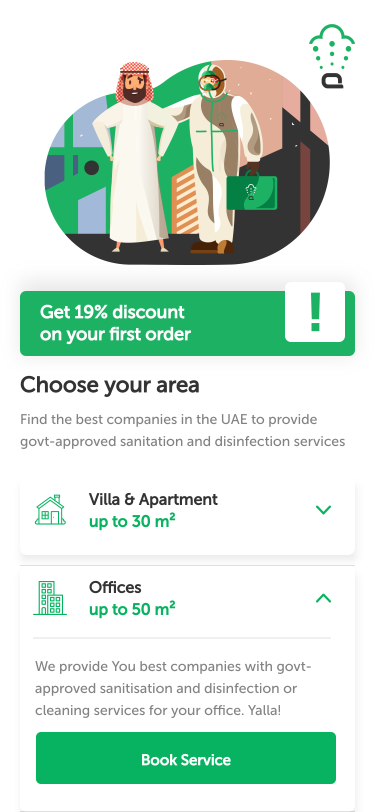 Get 19% discount
on your first order
!
Choose your area
Find the best companies in the UAE to provide
govt-approved sanitation and disinfection services
Villa & Apartment
up to 30 m²
Offices
up to 50 m²
We provide You best companies with govt-
approved sanitisation and disinfection or
cleaning services for your office. Yalla!
Book Service